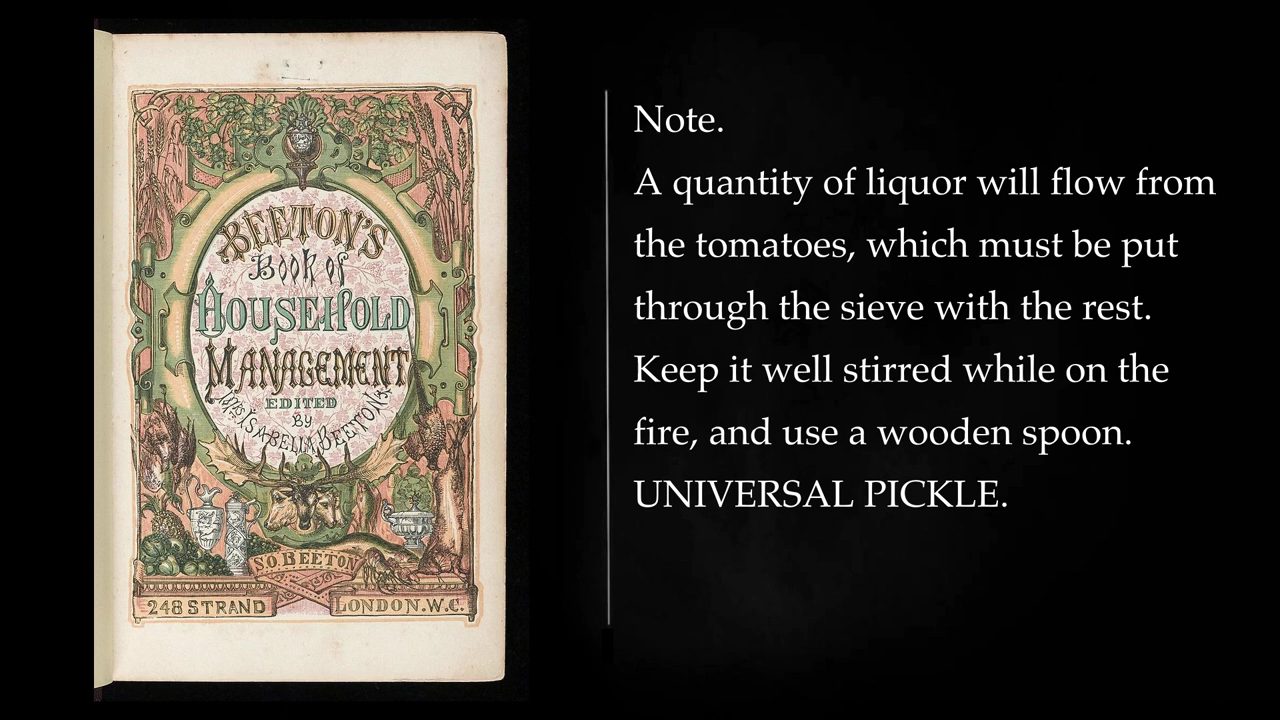 BEETON'S
Book of
HOUSEHOLD
MANAGEMENT
EDITED
By
MRS. ISABELLA BEETON.
S.O. BEETON
248 STRAND
LONDON. W.C.
Note.
A quantity of liquor will flow from
the tomatoes, which must be put
through the sieve with the rest.
Keep it well stirred while on the
fire, and use a wooden spoon.
UNIVERSAL PICKLE.